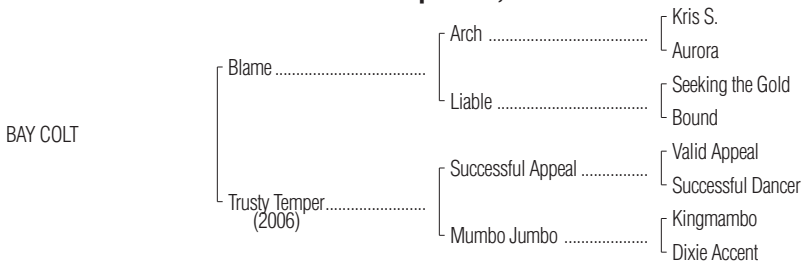 Kris S.
Arch ......................................
Aurora
Blame ....................................
Seeking the Gold
Liable ....................................
Bound
BAY COLT
Valid Appeal
Successful Appeal ................
Successful Dancer
Trusty Temper........................
(2006)
Kingmambo
Mumbo Jumbo ....................
Dixie Accent